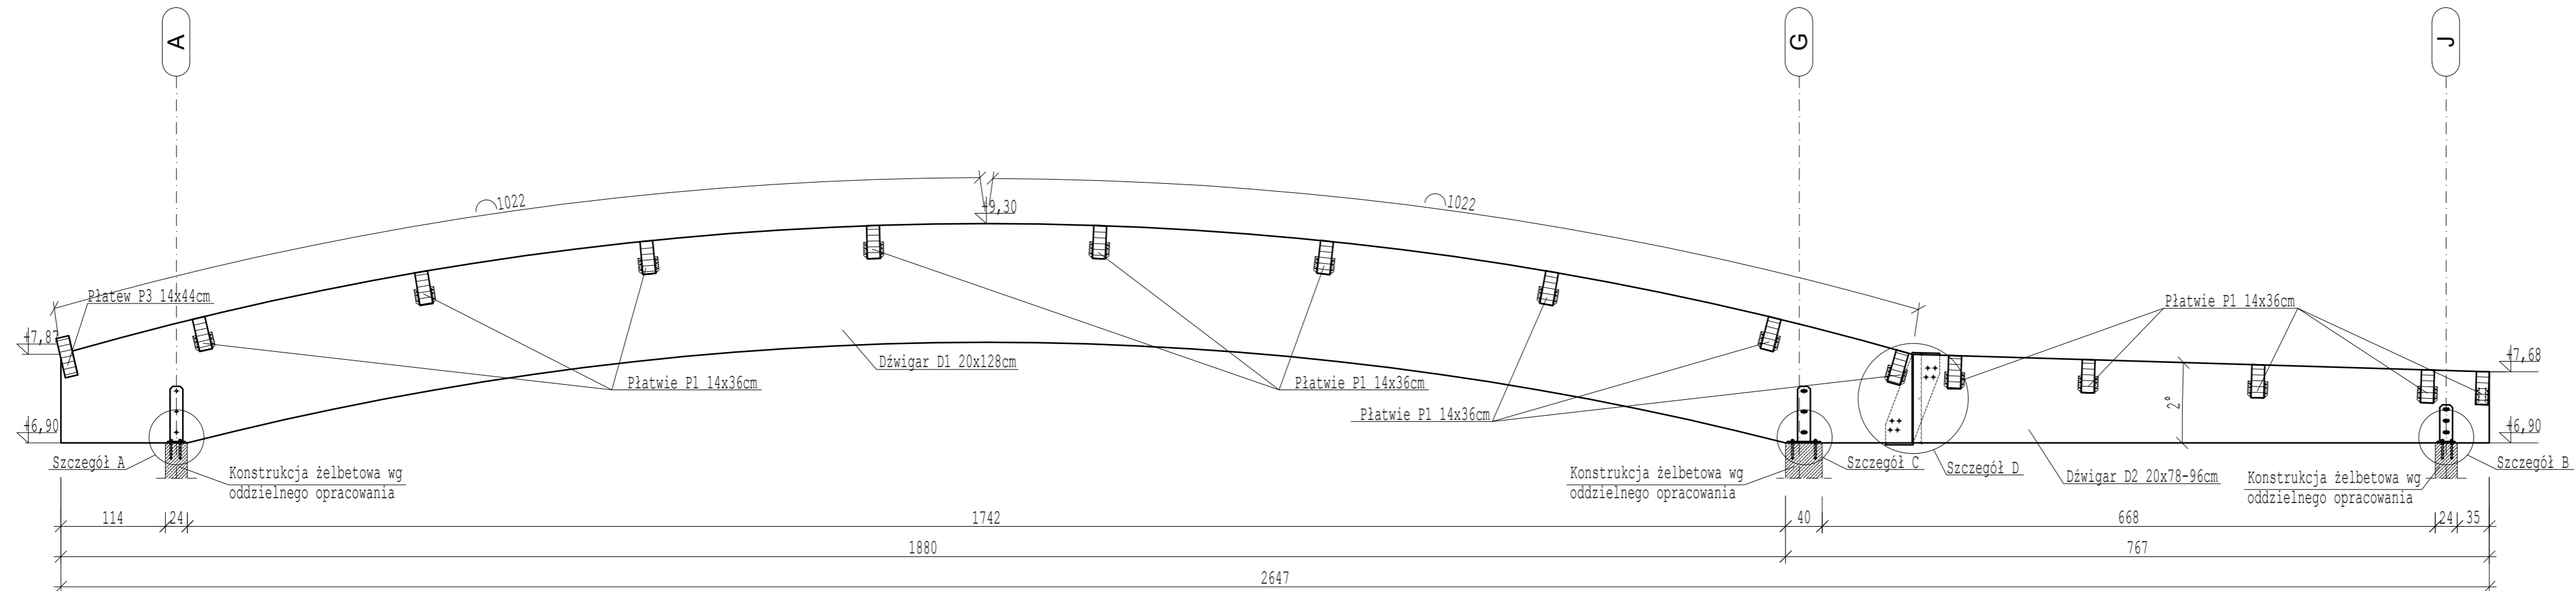 A
G
J
1022
1022
+9,30
Płatew P3 14x44cm
+7,87
Płatwie P1 14x36cm
+7,68
Dźwigar D1 20x128cm
Płatwie P1 14x36cm
Płatwie P1 14x36cm
Płatwie P1 14x36cm
2°
+6,90
+6,90
Szczegół A
Konstrukcja żelbetowa wg
oddzielnego opracowania
Konstrukcja żelbetowa wg
oddzielnego opracowania
Szczegół C
Szczegół D
Dźwigar D2 20x78-96cm
Konstrukcja żelbetowa wg
oddzielnego opracowania
Szczegół B
114
24
1742
40
668
24
35
1880
767
2647